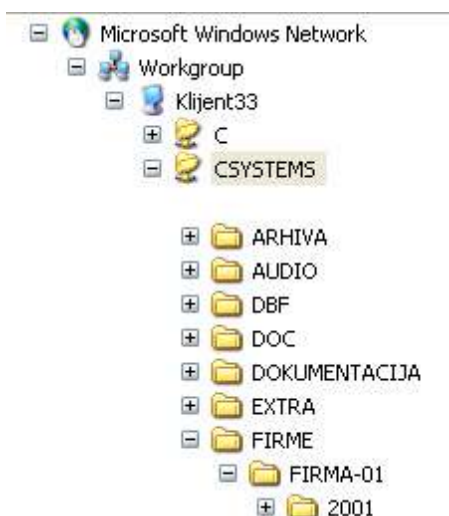 Microsoft Windows Network
Workgroup
Klijent33
C
CSYSTEMS
ARHIVA
AUDIO
DBF
DOC
DOKUMENTACIJA
EXTRA
FIRME
FIRMA-01
2001